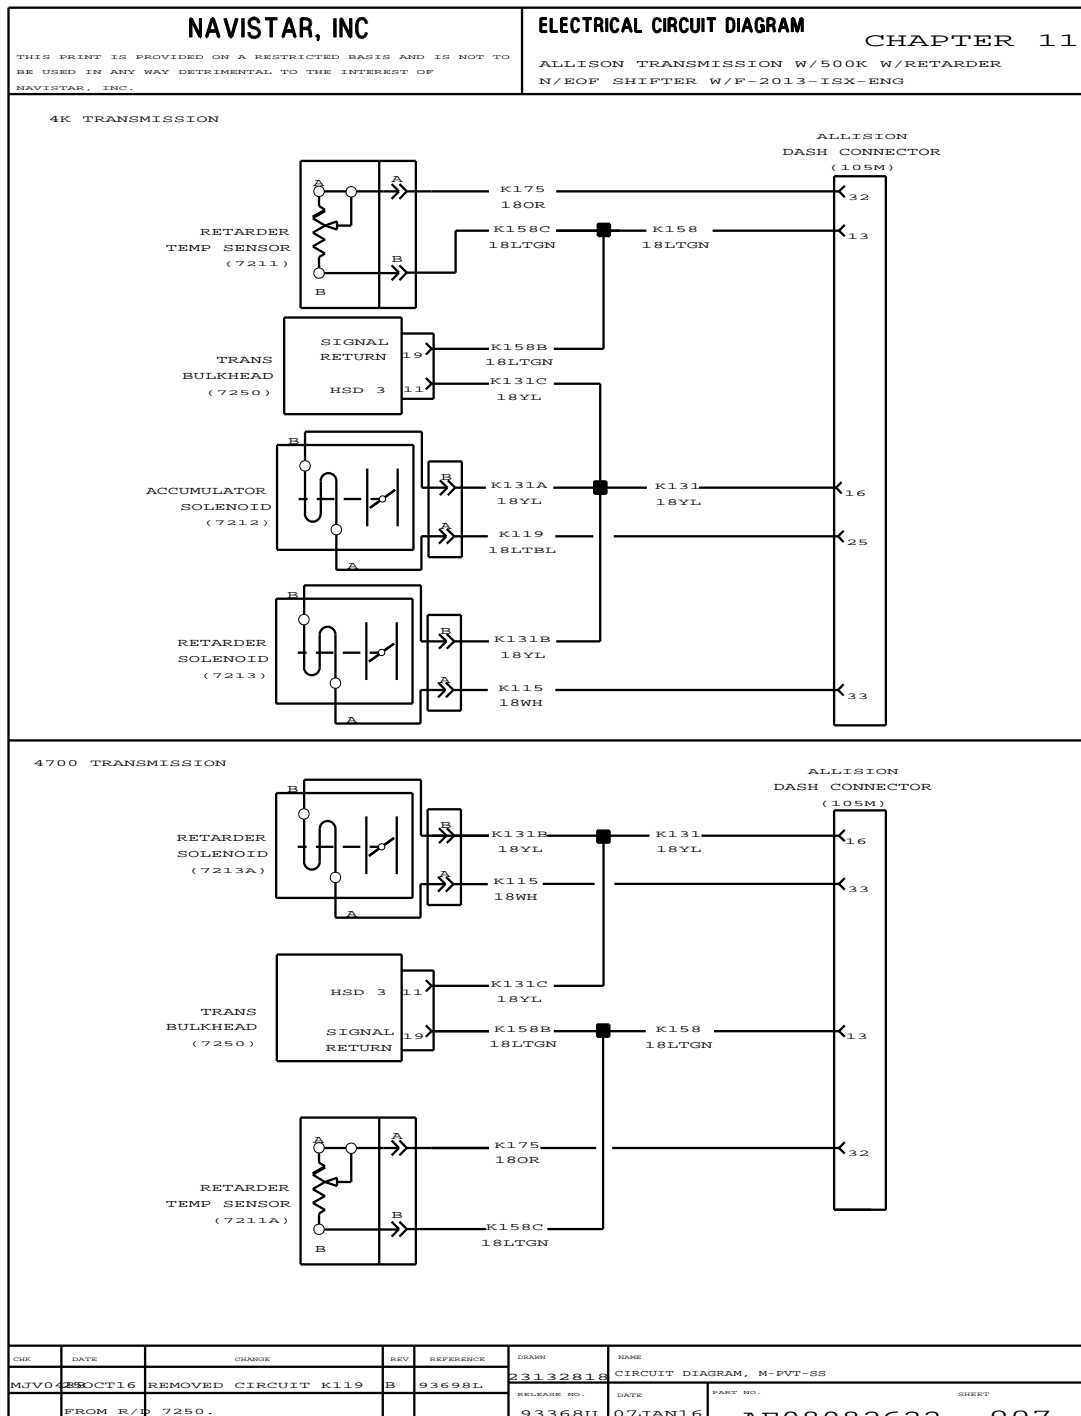 NAVISTAR, INC
THIS PRINT IS PROVIDED ON A RESTRICTED BASIS AND IS NOT TO
BE USED IN ANY WAY DETRIMENTAL TO THE INTEREST OF
NAVISTAR, INC.
ELECTRICAL CIRCUIT DIAGRAM
CHAPTER 11
ALLISON TRANSMISSION W/500K W/RETARDER
N/EOF SHIFTER W/F-2013-ISX-ENG
4K TRANSMISSION
ALLISION
DASH CONNECTOR
(105M)
A
A
K175
18OR
32
RETARDER
TEMP SENSOR
(7211)
K158C
18LTGN
K158
18LTGN
13
B
B
SIGNAL
RETURN
19
K158B
18LTGN
TRANS
BULKHEAD
(7250)
HSD 3
11
K131C
18YL
B
ACCUMULATOR
SOLENOID
(7212)
B
K131A
18YL
K131
18YL
16
A
K119
18LTBL
25
A
B
RETARDER
SOLENOID
(7213)
B
K131B
18YL
A
K115
18WH
33
A
4700 TRANSMISSION
ALLISION
DASH CONNECTOR
(105M)
B
RETARDER
SOLENOID
(7213A)
B
K131B
18YL
K131
18YL
16
A
K115
18WH
33
A
HSD 3
11
K131C
18YL
TRANS
BULKHEAD
(7250)
SIGNAL
RETURN
19
K158B
18LTGN
K158
18LTGN
13
A
A
K175
18OR
32
RETARDER
TEMP SENSOR
(7211A)
B
K158C
18LTGN
B
CHK
DATE
CHANGE
REV
REFERENCE
DRAWN
NAME
REMOVED CIRCUIT K119
B
93698L
23132818
CIRCUIT DIAGRAM, M-PVT-SS
RELEASE NO.
DATE
PART NO.
SHEET
FROM R/D 7250.
93368U
07JAN16